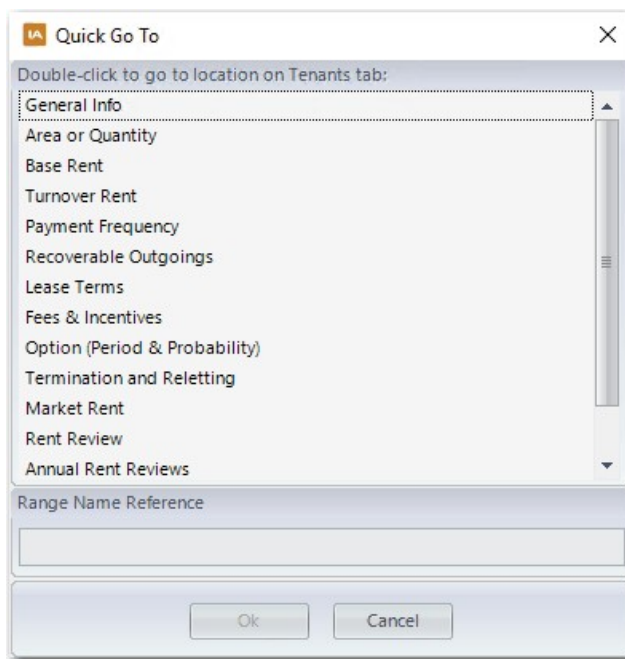 IA Quick Go To
Double-click to go to location on Tenants tab:
General Info
Area or Quantity
Base Rent
Turnover Rent
Payment Frequency
Recoverable Outgoings
Lease Terms
Fees & Incentives
Option (Period & Probability)
Termination and Reletting
Market Rent
Rent Review
Annual Rent Reviews
Range Name Reference
Ok Cancel